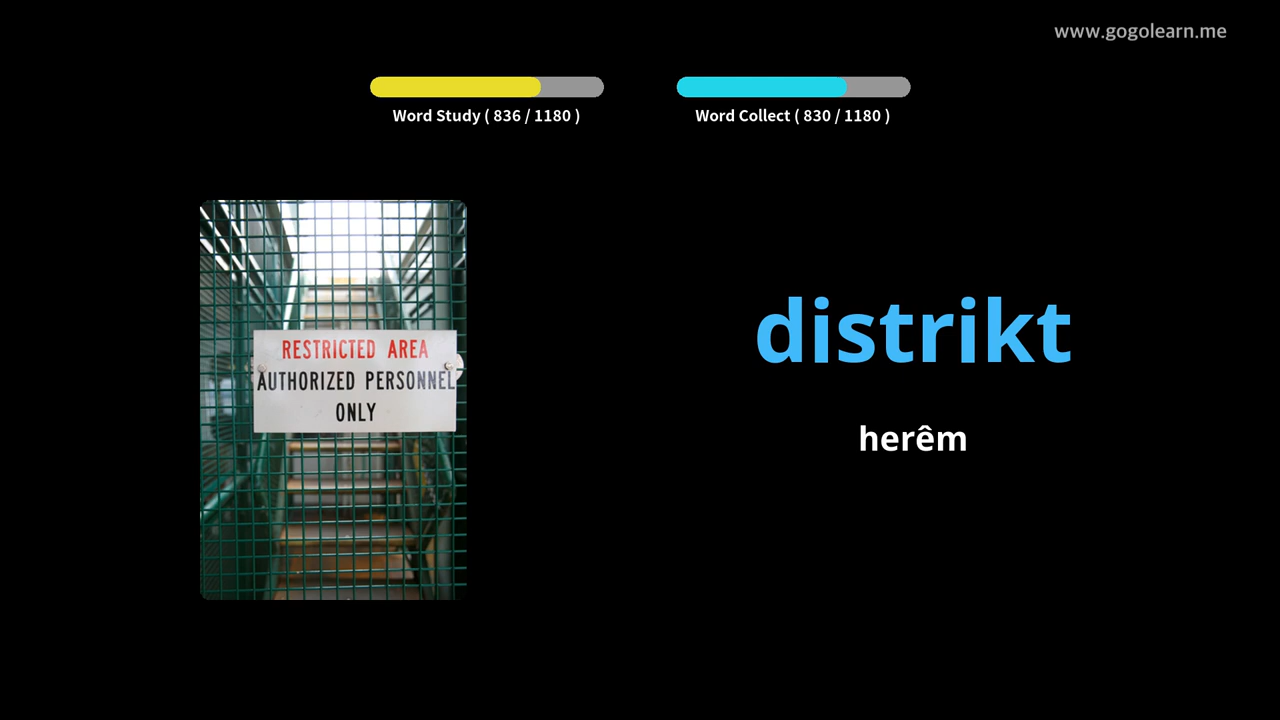 www.gogolearn.me
Word Study ( 836 / 1180 )
Word Collect ( 830 / 1180 )
RESTRICTED AREA
AUTHORIZED PERSONNEL
ONLY
distrikt
herêm